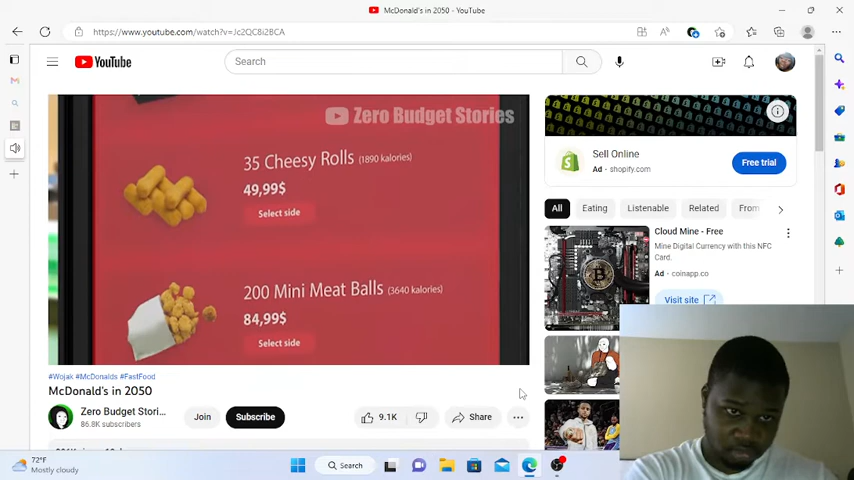 McDonald's in 2050 - YouTube
https://www.youtube.com/watch?v=Jc2QC8i2BCA
YouTube
Search
Zero Budget Stories
35 Cheesy Rolls (1890 kalories)
49,99$
Select side
200 Mini Meat Balls (3640 kalories)
84,99$
Select side
Sell Online
Ad • shopify.com
Free trial
All
Eating
Listenable
Related
From
Cloud Mine - Free
Mine Digital Currency with this NFC
Card.
Ad • coinapp.co
Visit site
#Wojak #McDonalds #FastFood
McDonald's in 2050
Zero Budget Stori...
86.8K subscribers
Join
Subscribe
9.1K
Share
72°F
Mostly cloudy
Search